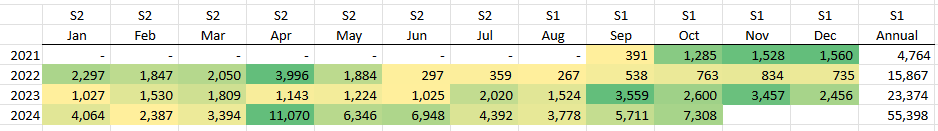 S2 S2 S2 S2 S2 S2 S2 S1 S1 S1 S1 S1 S1
Jan Feb Mar Apr May Jun Jul Aug Sep Oct Nov Dec Annual
2021 - - - - - - - - 391 1,285 1,528 1,560 4,764
2022 2,297 1,847 2,050 3,996 1,884 297 359 267 538 763 834 735 15,867
2023 1,027 1,530 1,809 1,143 1,224 1,025 2,020 1,524 3,559 2,600 3,457 2,456 23,374
2024 4,064 2,387 3,394 11,070 6,346 6,948 4,392 3,778 5,711 7,308 55,398